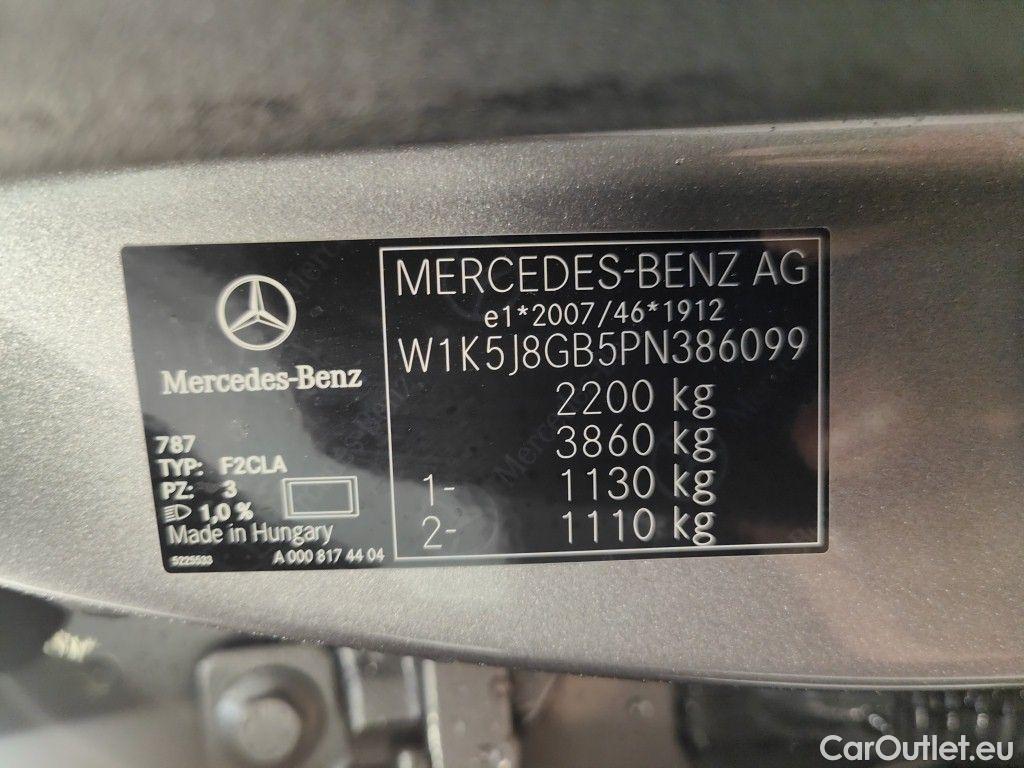 Mercedes-Benz
787
TYP: F2CLA
PZ: 3
1,0 %
Made in Hungary
5225533 A 000 817 44 04
MERCEDES-BENZ AG
e1*2007/46*1912
W1K5J8GB5PN386099
2200 kg
3860 kg
1- 1130 kg
2- 1110 kg
CarOutlet.eu